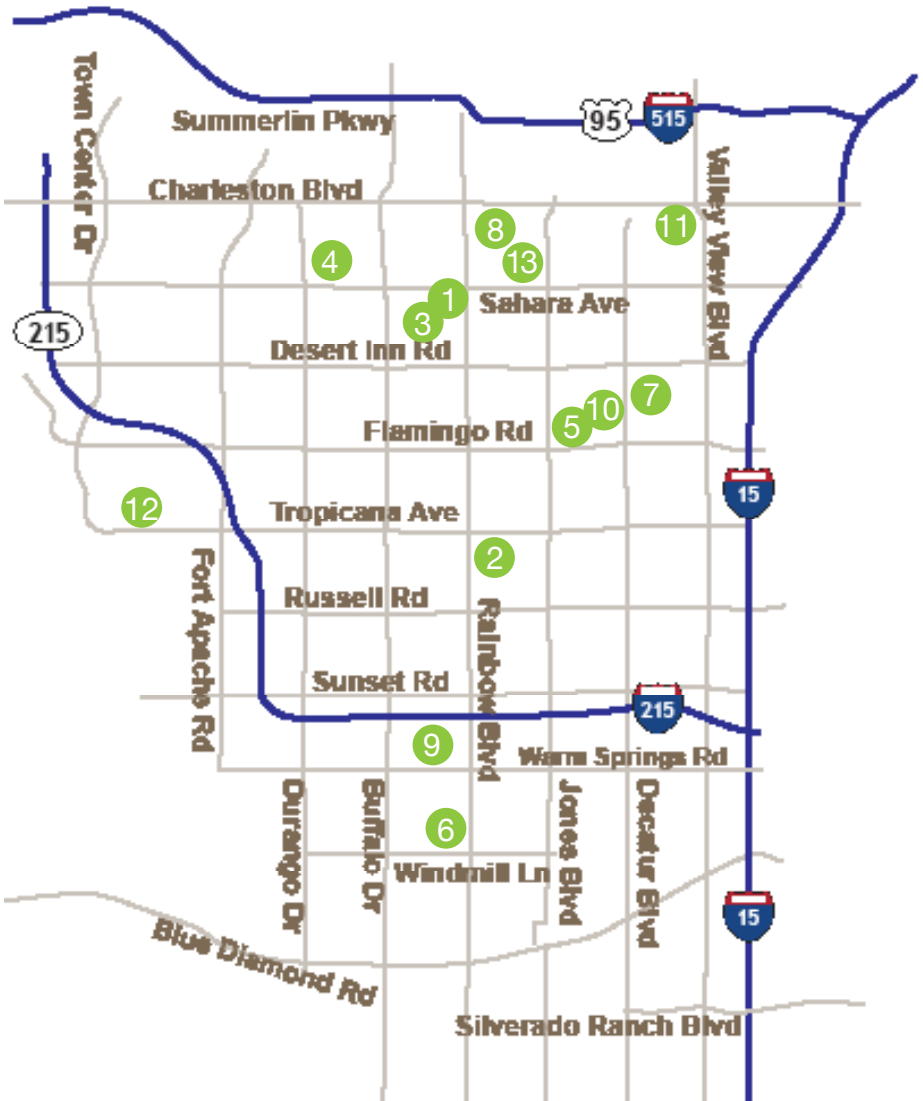 Town Center Dr
Summerlin Pkwy
95
515
Charleston Blvd
Valley View Blvd
8
11
4
13
1
Sahara Ave
3
215
Desert Inn Rd
7
10
5
Flamingo Rd
15
12
Tropicana Ave
2
Fort Apache Rd
Russell Rd
Rainbow Blvd
Sunset Rd
215
9
Warm Springs Rd
Durango Dr
Buffalo Dr
Jones Blvd
Decatur Blvd
6
Windmill Ln
15
Blue Diamond Rd
Silverado Ranch Blvd